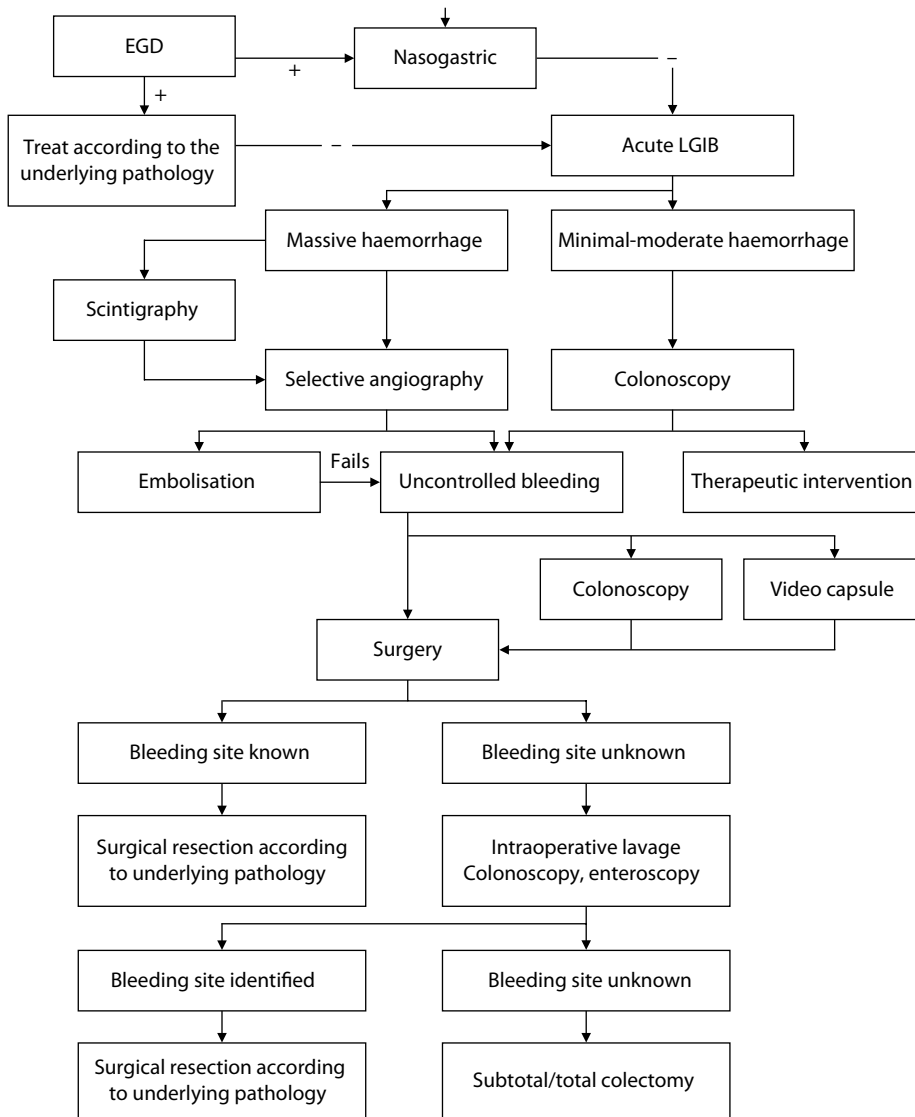 EGD
+
Nasogastric
–
+
Treat according to the
underlying pathology
–
Acute LGIB
Massive haemorrhage
Minimal-moderate haemorrhage
Scintigraphy
Selective angiography
Colonoscopy
Embolisation
Fails
Uncontrolled bleeding
Therapeutic intervention
Colonoscopy
Video capsule
Surgery
Bleeding site known
Bleeding site unknown
Surgical resection according
to underlying pathology
Intraoperative lavage
Colonoscopy, enteroscopy
Bleeding site identified
Bleeding site unknown
Surgical resection according
to underlying pathology
Subtotal/total colectomy